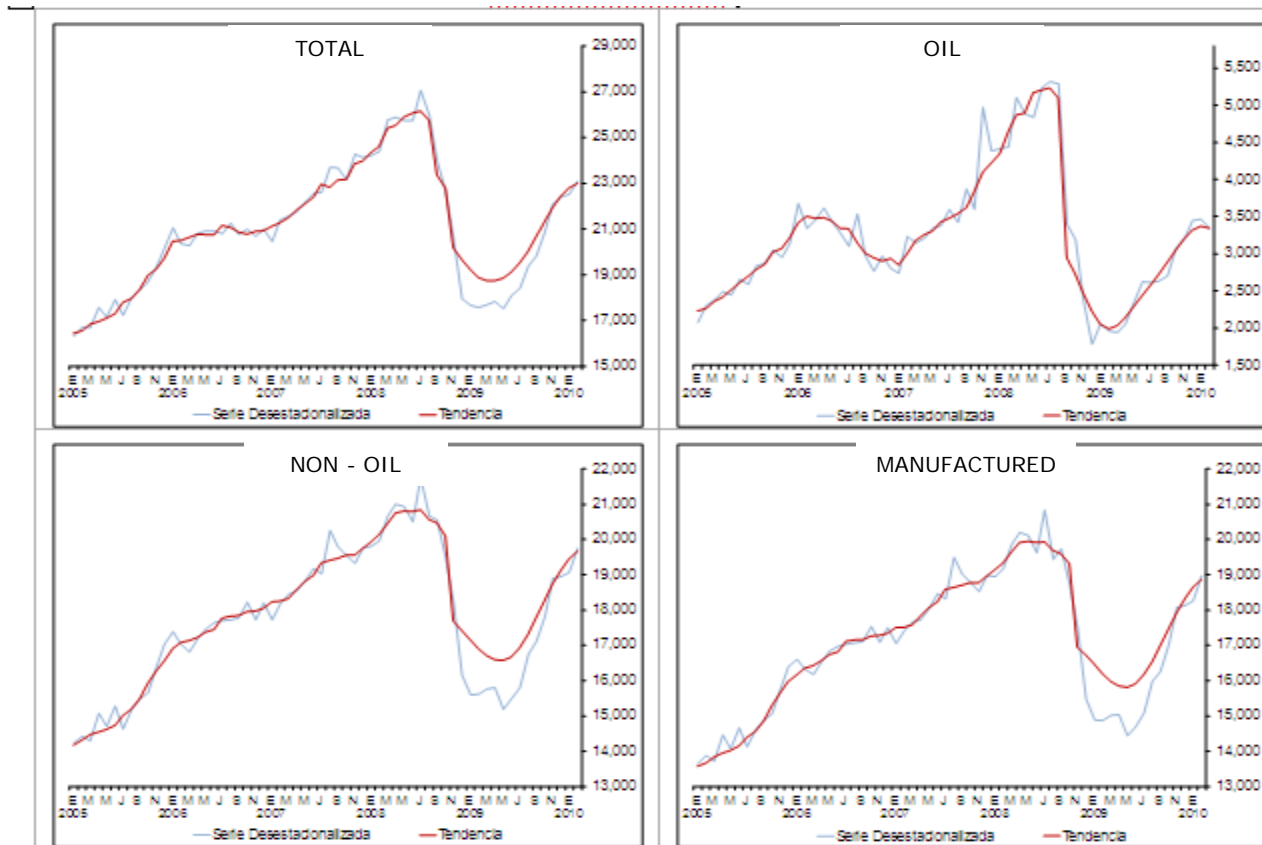 TOTAL
29,000
27,000
25,000
23,000
21,000
19,000
17,000
15,000
E M M J S N E M M J S N E M M J S N E M M J S N E M M J S N E
2005 2006 2007 2008 2009 2010
Serie Desestacionalizada Tendencia
OIL
5,500
5,000
4,500
4,000
3,500
3,000
2,500
2,000
1,500
E M M J S N E M M J S N E M M J S N E M M J S N E M M J S N E
2005 2006 2007 2008 2009 2010
Serie Desestacionalizada Tendencia
NON - OIL
22,000
21,000
20,000
19,000
18,000
17,000
16,000
15,000
14,000
13,000
E M M J S N E M M J S N E M M J S N E M M J S N E M M J S N E
2005 2006 2007 2008 2009 2010
Serie Desestacionalizada Tendencia
MANUFACTURED
22,000
21,000
20,000
19,000
18,000
17,000
16,000
15,000
14,000
13,000
E M M J S N E M M J S N E M M J S N E M M J S N E M M J S N E
2005 2006 2007 2008 2009 2010
Serie Desestacionalizada Tendencia